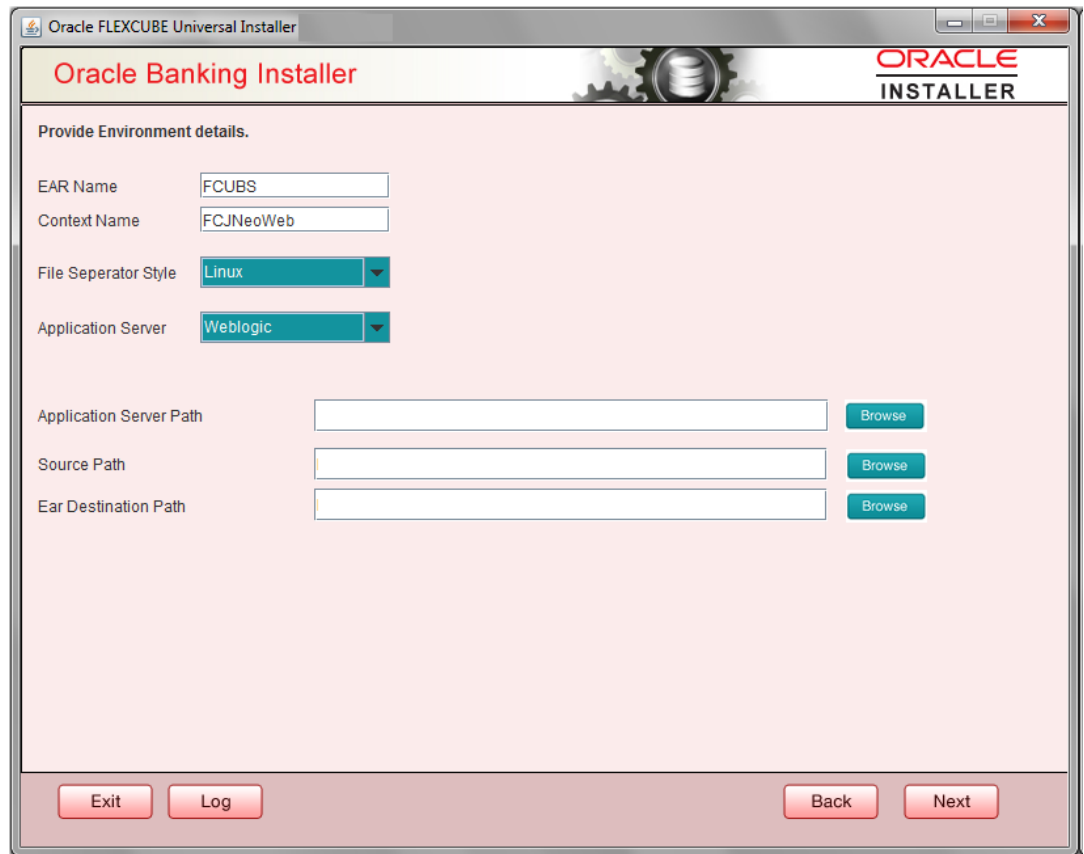 Oracle FLEXCUBE Universal Installer
Oracle Banking Installer
ORACLE
INSTALLER
Provide Environment details.
EAR Name FCUBS
Context Name FCJNeoWeb
File Seperator Style Linux
Application Server Weblogic
Application Server Path Browse
Source Path Browse
Ear Destination Path Browse
Exit Log Back Next